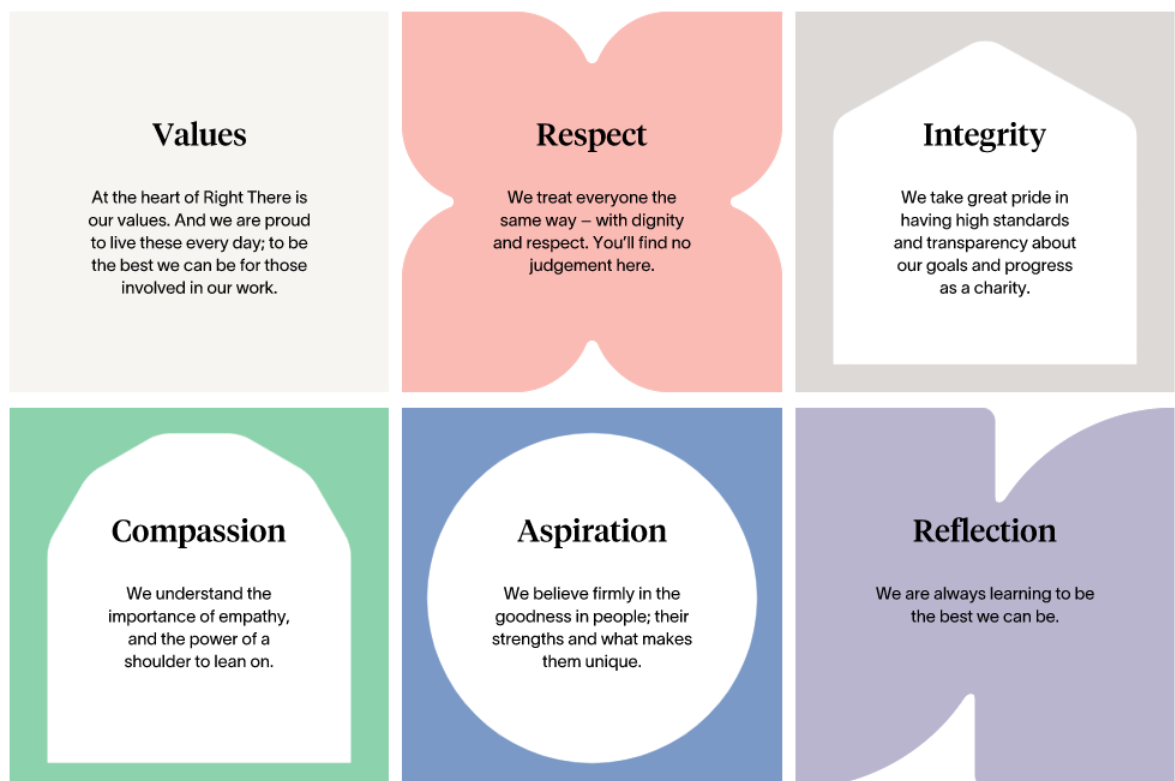 Values
At the heart of Right There is
our values. And we are proud
to live these every day; to be
the best we can be for those
involved in our work.
Respect
We treat everyone the
same way – with dignity
and respect. You’ll find no
judgement here.
Integrity
We take great pride in
having high standards
and transparency about
our goals and progress
as a charity.
Compassion
We understand the
importance of empathy,
and the power of a
shoulder to lean on.
Aspiration
We believe firmly in the
goodness in people; their
strengths and what makes
them unique.
Reflection
We are always learning to be
the best we can be.